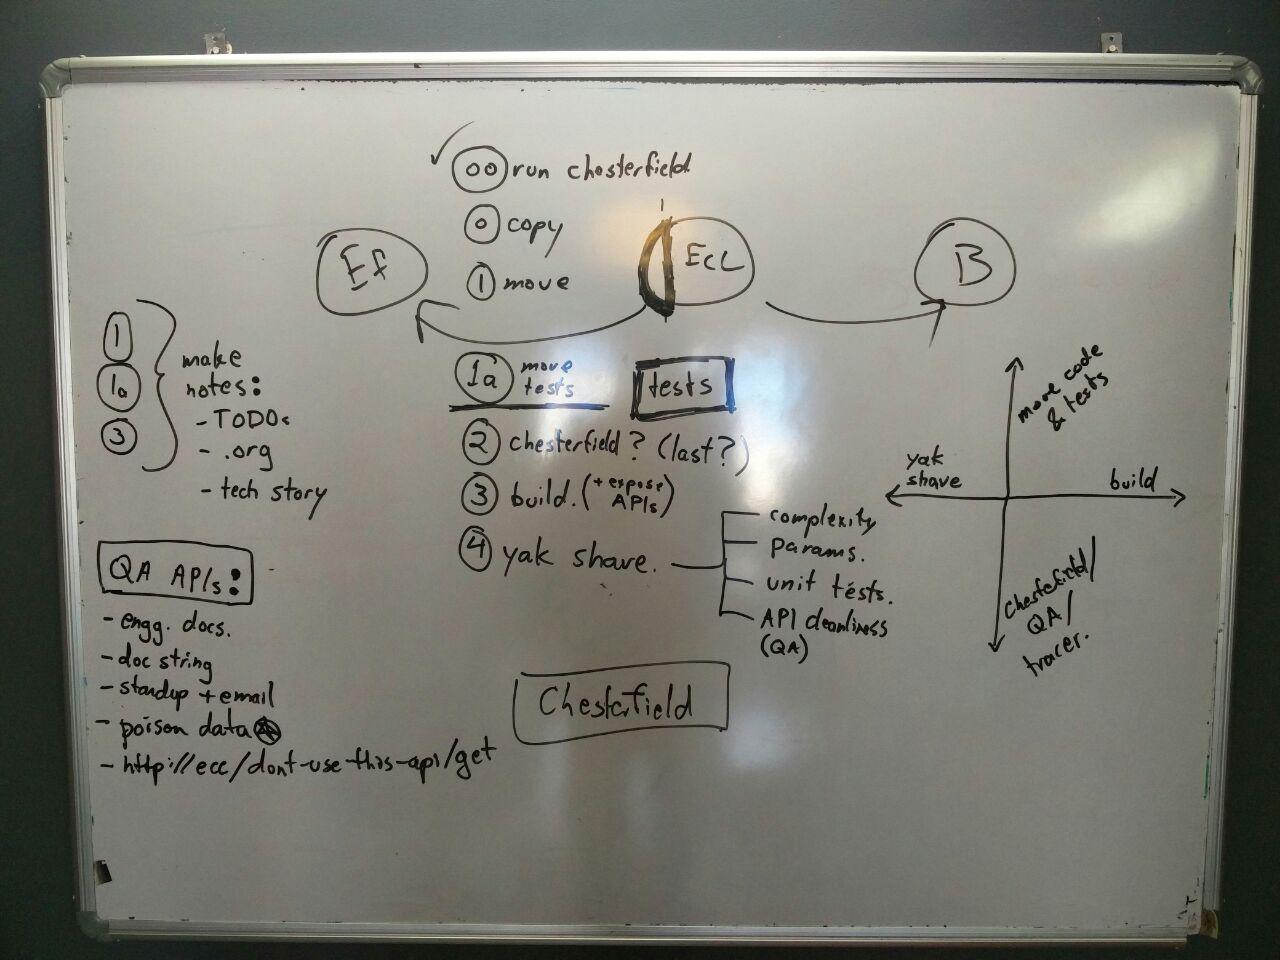 00 run chesterfield
0 copy
1 move
Ef
EcL
B
1
1a
3
make
notes:
- TODOs
- .org
- tech story
1a move
tests
tests
2 chesterfield? (last?)
3 build. (+ expose
APIs)
4 yak shave.
complexity
params.
unit tests.
API cleanliness
(QA)
move code
& tests
yak
shave
build
chesterfield/
QA/
tracer.
QA APIs:
- engg. docs.
- doc string
- standup + email
- poison data
- http://ecc/dont-use-this-api/get
Chesterfield